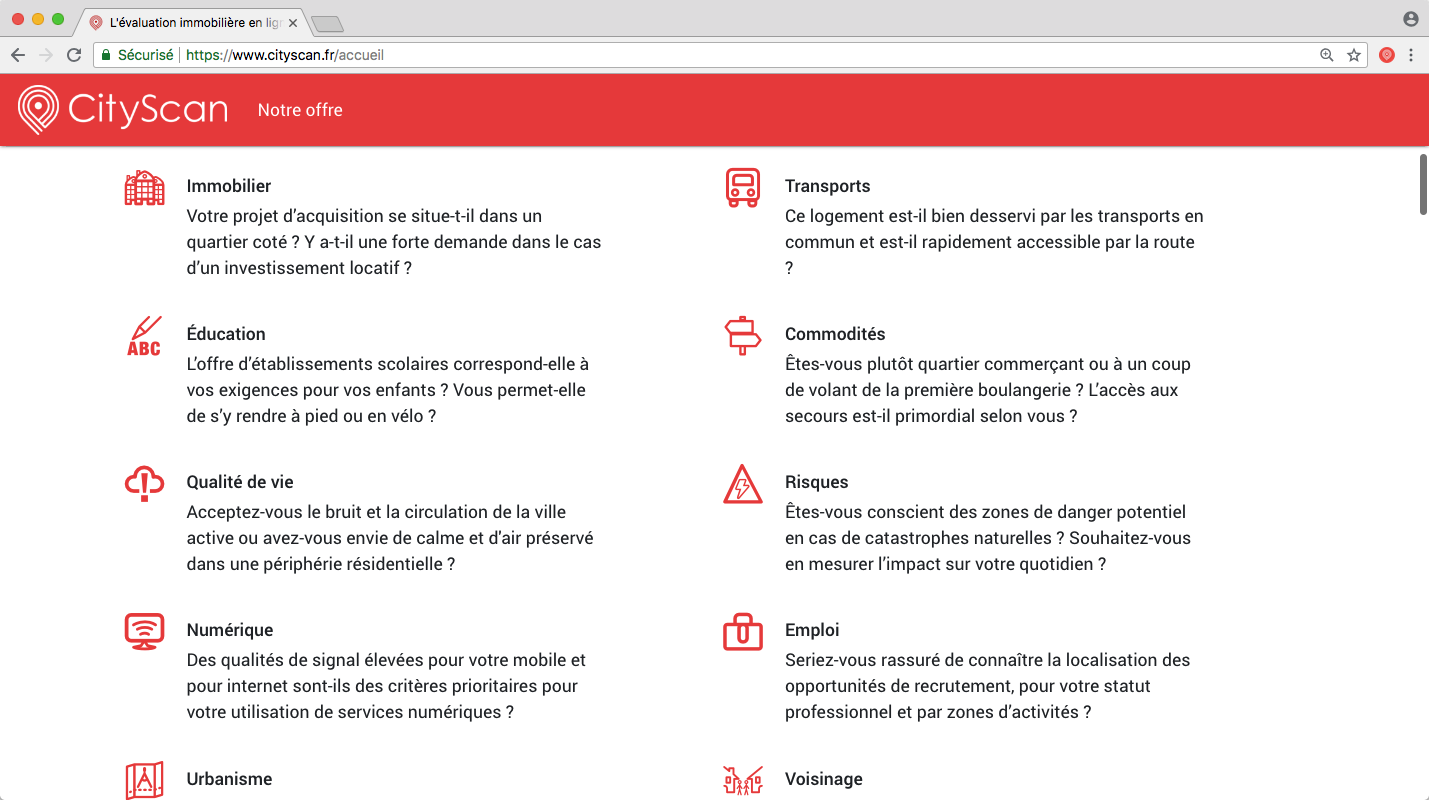 L'évaluation immobilière en lig
Sécurisé
https://www.cityscan.fr/accueil
CityScan
Notre offre
Immobilier
Votre projet d’acquisition se situe-t-il dans un
quartier coté ? Y a-t-il une forte demande dans le cas
d’un investissement locatif ?
Transports
Ce logement est-il bien desservi par les transports en
commun et est-il rapidement accessible par la route
?
ABC
Éducation
L’offre d’établissements scolaires correspond-elle à
vos exigences pour vos enfants ? Vous permet-elle
de s’y rendre à pied ou en vélo ?
Commodités
Êtes-vous plutôt quartier commerçant ou à un coup
de volant de la première boulangerie ? L’accès aux
secours est-il primordial selon vous ?
Qualité de vie
Acceptez-vous le bruit et la circulation de la ville
active ou avez-vous envie de calme et d'air préservé
dans une périphérie résidentielle ?
Risques
Êtes-vous conscient des zones de danger potentiel
en cas de catastrophes naturelles ? Souhaitez-vous
en mesurer l’impact sur votre quotidien ?
Numérique
Des qualités de signal élevées pour votre mobile et
pour internet sont-ils des critères prioritaires pour
votre utilisation de services numériques ?
Emploi
Seriez-vous rassuré de connaître la localisation des
opportunités de recrutement, pour votre statut
professionnel et par zones d’activités ?
Urbanisme
Voisinage